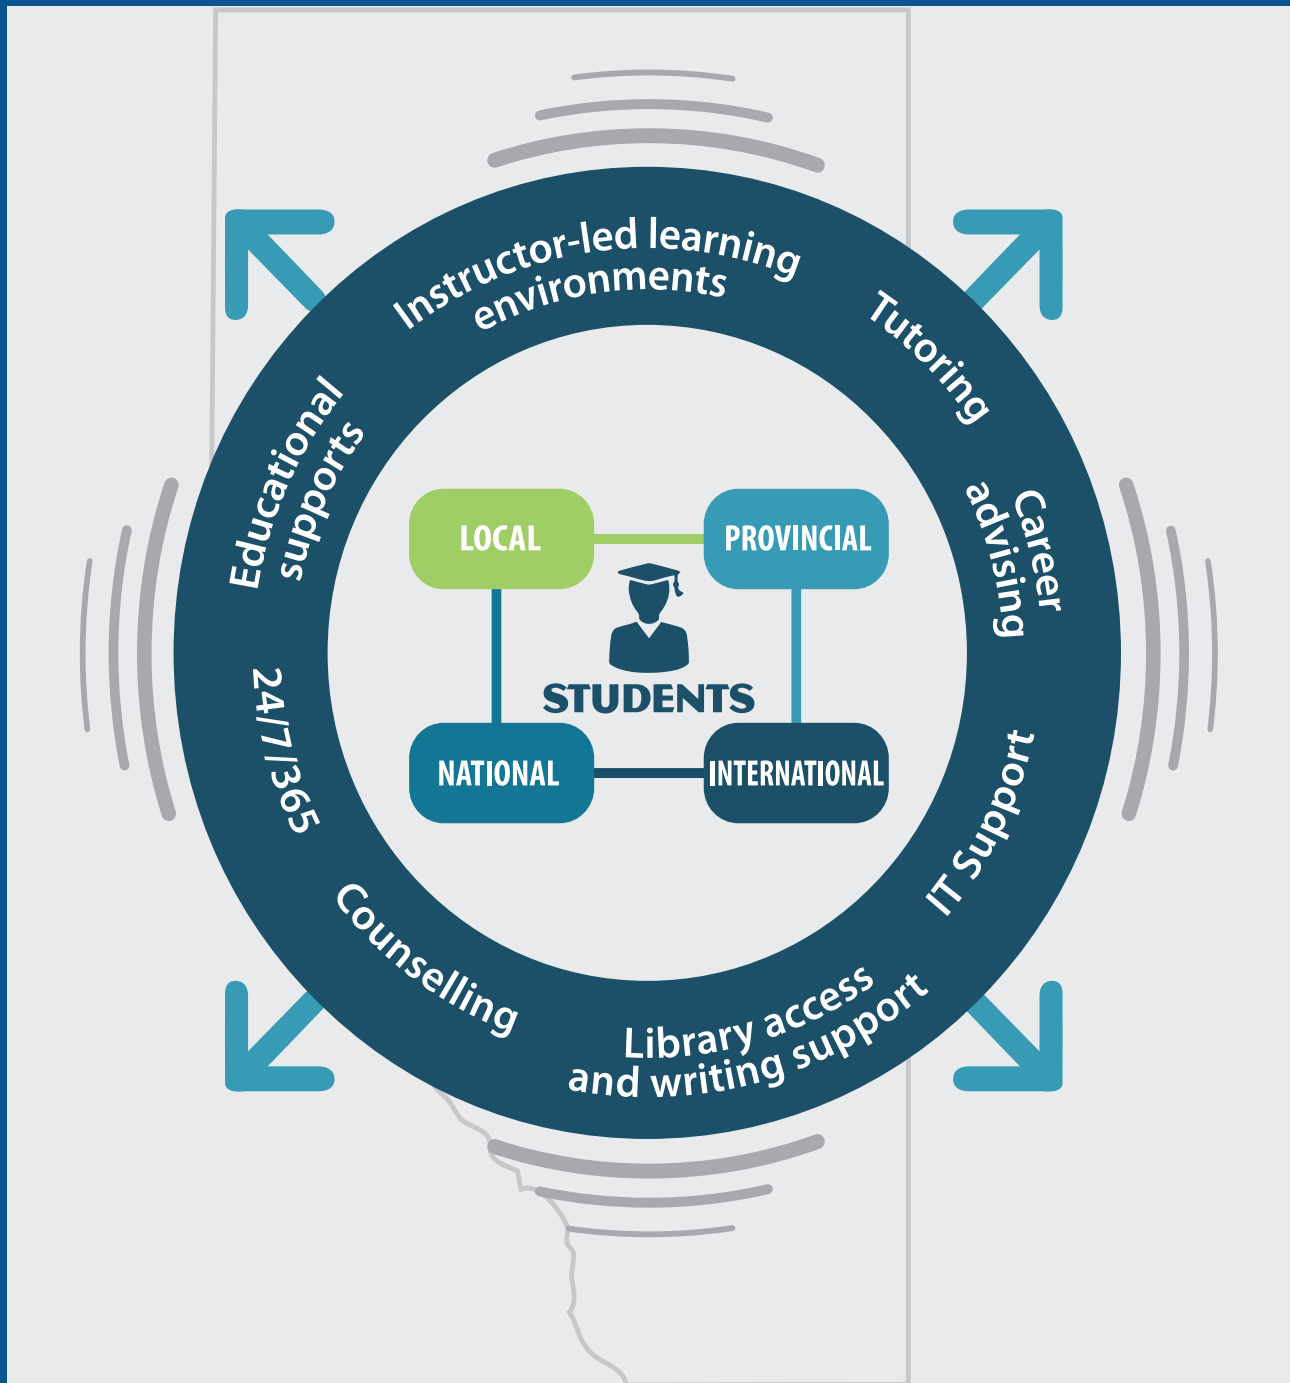 Instructor-led learning
environments
Tutoring
Career
advising
IT Support
Library access
and writing support
Counselling
24/7/365
Educational
supports
LOCAL
PROVINCIAL
STUDENTS
NATIONAL
INTERNATIONAL